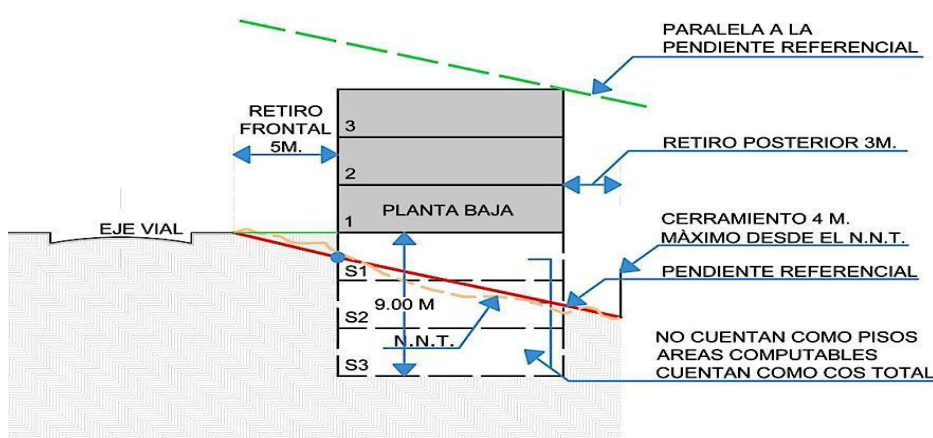 PARALELA A LA
PENDIENTE REFERENCIAL
RETIRO
FRONTAL
5M.
3
2
RETIRO POSTERIOR 3M.
1
PLANTA BAJA
EJE VIAL
CERRAMIENTO 4 M.
MÀXIMO DESDE EL N.N.T.
S1
PENDIENTE REFERENCIAL
9.00 M
S2
N.N.T.
NO CUENTAN COMO PISOS
AREAS COMPUTABLES
CUENTAN COMO COS TOTAL
S3